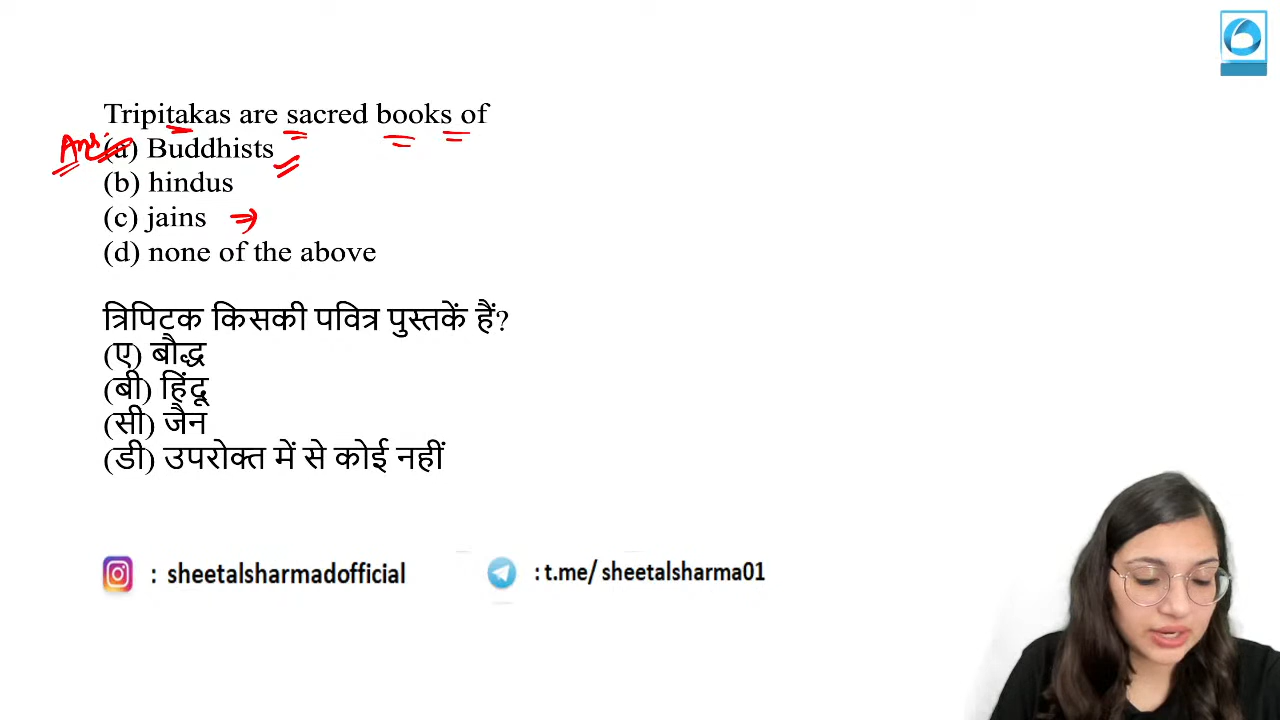 Tripitakas are sacred books of
Ans.
(a) Buddhists
(b) hindus
(c) jains
(d) none of the above
त्रिपिटक किसकी पवित्र पुस्तकें हैं?
(ए) बौद्ध
(बी) हिंदू
(सी) जैन
(डी) उपरोक्त में से कोई नहीं
: sheetalsharmadofficial
: t.me/ sheetalsharma01